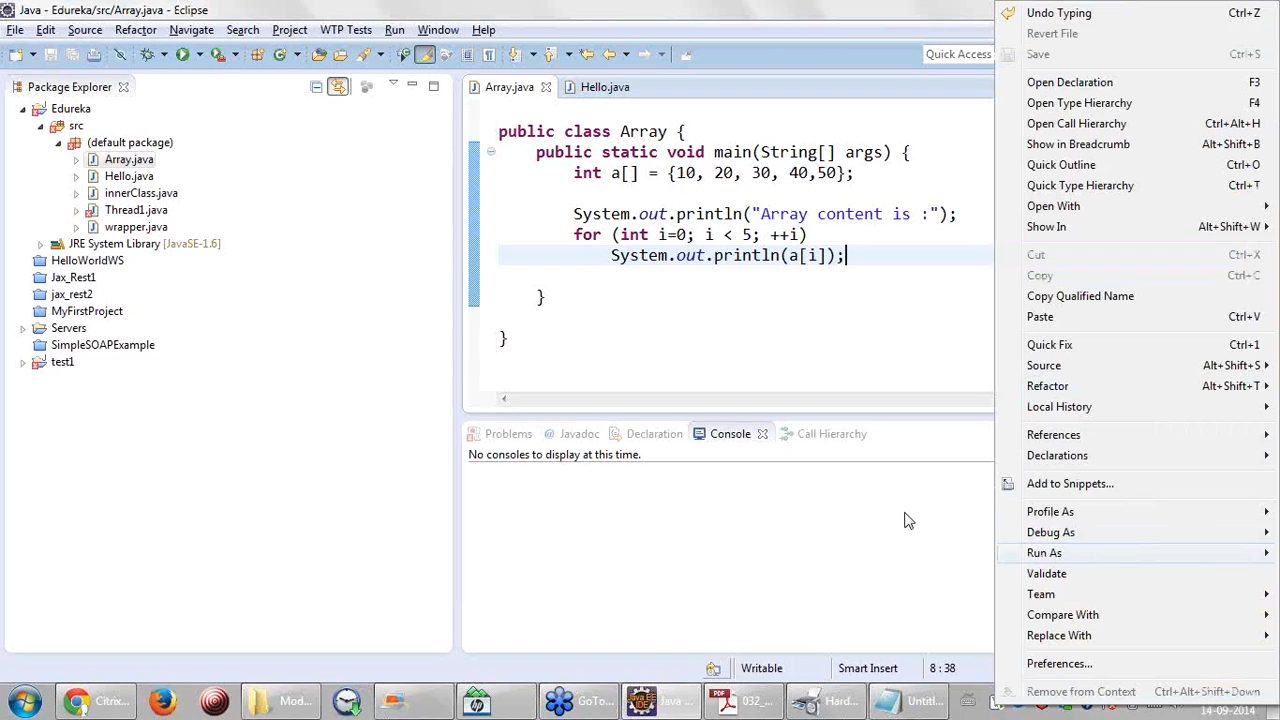 Java - Edureka/src/Array.java - Eclipse
File Edit Source Refactor Navigate Search Project WTP Tests Run Window Help
Quick Access
Package Explorer
Edureka
src
(default package)
Array.java
Hello.java
innerClass.java
Thread1.java
wrapper.java
JRE System Library [JavaSE-1.6]
HelloWorldWS
Jax_Rest1
jax_rest2
MyFirstProject
Servers
SimpleSOAPExample
test1
Array.java Hello.java
public class Array {
public static void main(String[] args) {
int a[] = {10, 20, 30, 40,50};
System.out.println("Array content is :");
for (int i=0; i < 5; ++i)
System.out.println(a[i]);
}
}
Problems @ Javadoc Declaration Console Call Hierarchy
No consoles to display at this time.
Writable Smart Insert 8 : 38
Undo Typing Ctrl+Z
Revert File
Save Ctrl+S
Open Declaration F3
Open Type Hierarchy F4
Open Call Hierarchy Ctrl+Alt+H
Show in Breadcrumb Alt+Shift+B
Quick Outline Ctrl+O
Quick Type Hierarchy Ctrl+T
Open With
Show In Alt+Shift+W
Cut Ctrl+X
Copy Ctrl+C
Copy Qualified Name
Paste Ctrl+V
Quick Fix Ctrl+1
Source Alt+Shift+S
Refactor Alt+Shift+T
Local History
References
Declarations
Add to Snippets...
Profile As
Debug As
Run As
Validate
Team
Compare With
Replace With
Preferences...
Remove from Context Ctrl+Alt+Shift+Down
Citrix... GoTo... Java ... 032_... Hard... Untitl...
14-09-2014